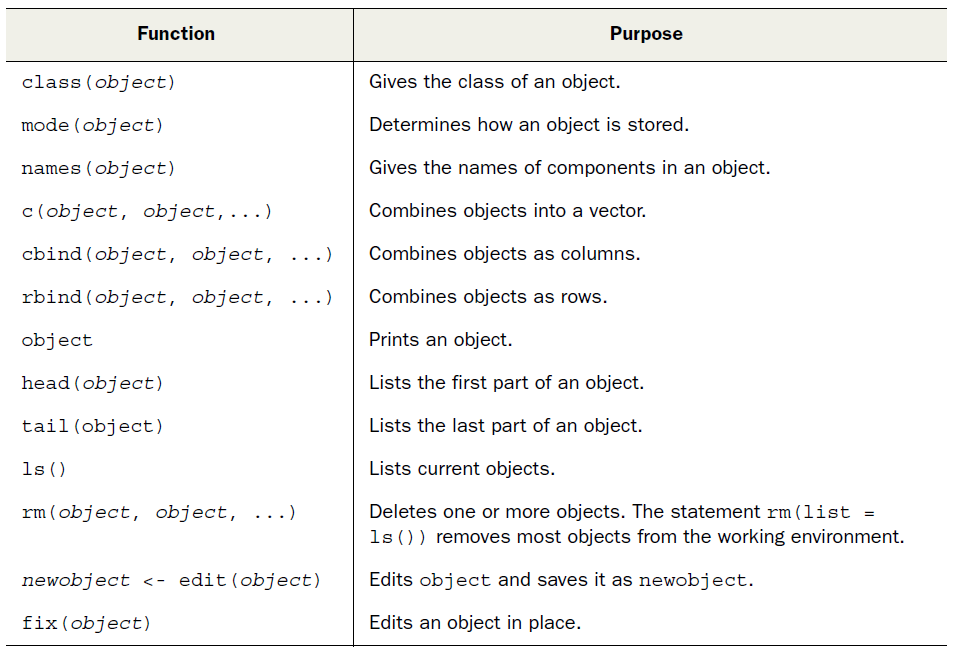 Function Purpose
class(object) Gives the class of an object.
mode(object) Determines how an object is stored.
names(object) Gives the names of components in an object.
c(object, object,...) Combines objects into a vector.
cbind(object, object, ...) Combines objects as columns.
rbind(object, object, ...) Combines objects as rows.
object Prints an object.
head(object) Lists the first part of an object.
tail(object) Lists the last part of an object.
ls() Lists current objects.
rm(object, object, ...) Deletes one or more objects. The statement rm(list =
ls()) removes most objects from the working environment.
newobject <- edit(object) Edits object and saves it as newobject.
fix(object) Edits an object in place.